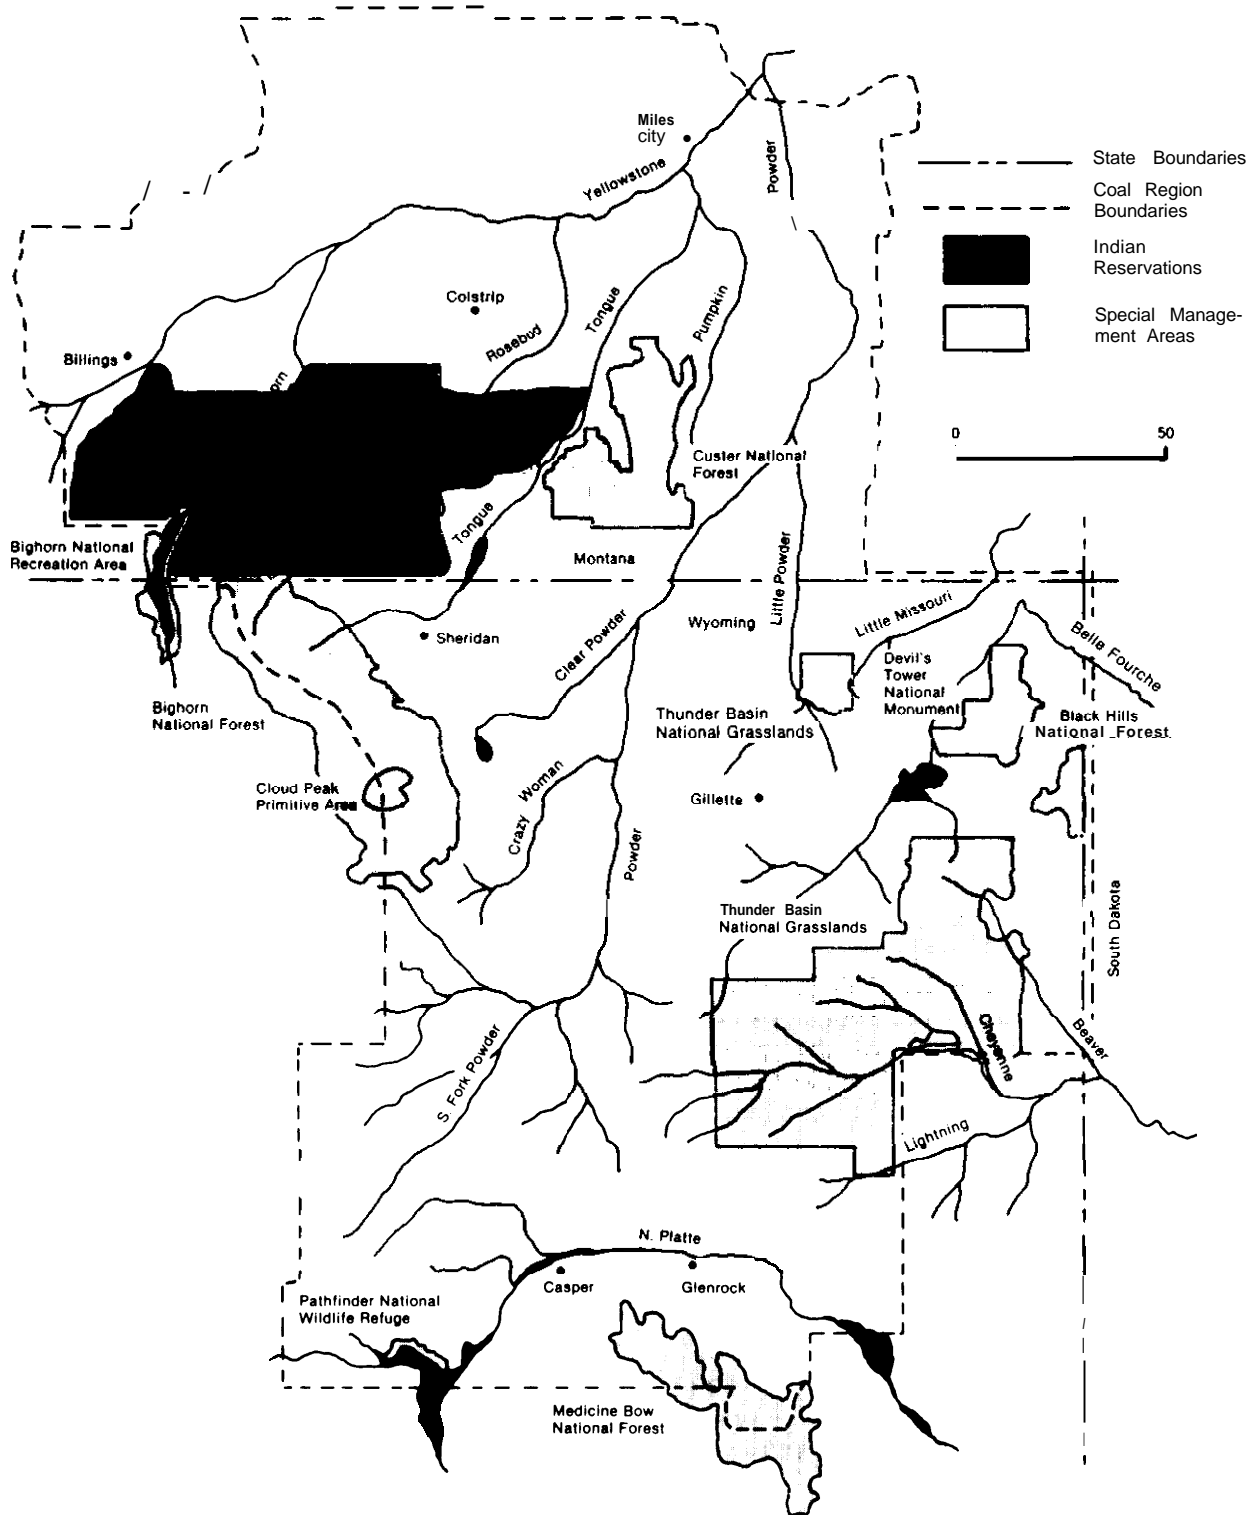 Miles
city
Yellowstone
Powder
State Boundaries
Coal Region
Boundaries
Indian
Reservations
Special Manage-
ment Areas
Colstrip
Rosebud
Tongue
Pumpkin
Billings
orn
0 50
Custer National
Forest
Tongue
Bighorn National
Recreation Area
Montana
Little Powder
Sheridan
Clear Powder
Wyoming
Little Missouri
Belle Fourche
Devil's
Tower
National
Monument
Bighorn
National Forest
Thunder Basin
National Grasslands
Black Hills
National Forest
Cloud Peak
Primitive Area
Crazy Woman
Gillette
Powder
South Dakota
Thunder Basin
National Grasslands
Cheyenne
Beaver
S. Fork Powder
Lightning
N. Platte
Casper
Glenrock
Pathfinder National
Wildlife Refuge
Medicine Bow
National Forest